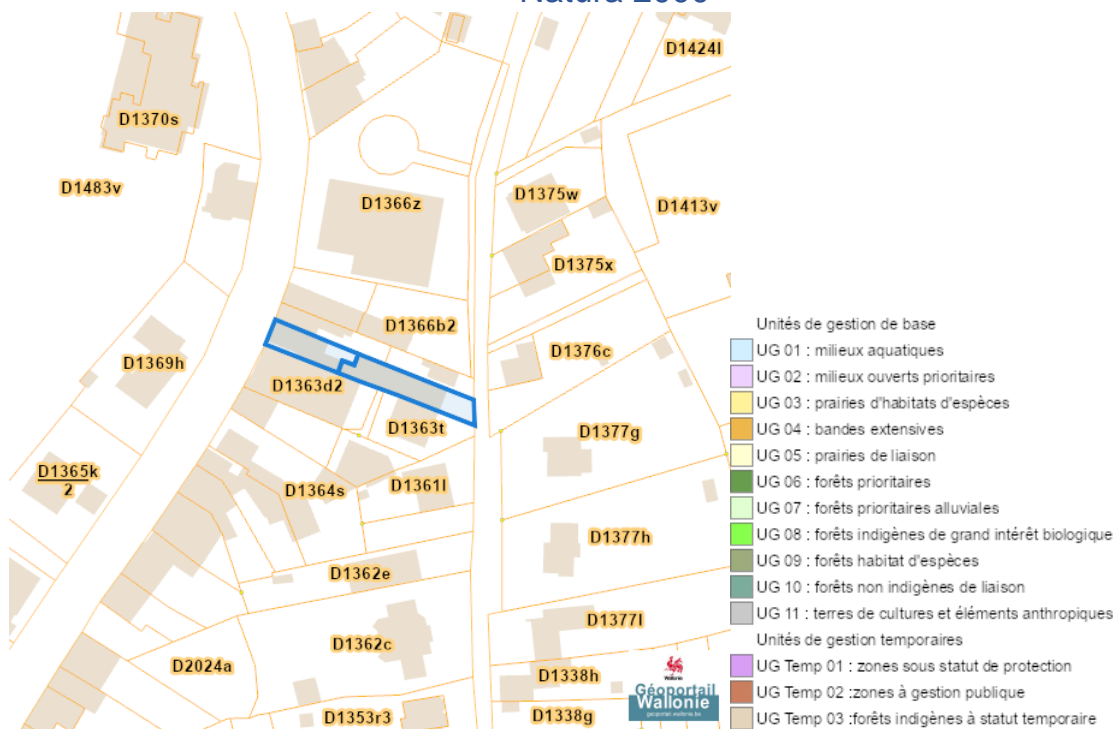 Natura 2000
D1424l
D1370s
D1483v
D1366z
D1375w
D1413v
D1375x
D1366b2
D1376c
D1369h
D1363d2
D1363t
D1377g
D1365k
2
D1364s
D1361l
D1377h
D1362e
D1377l
D1362c
D2024a
D1338h
D1353r3
D1338g
Wallonie
Géoportail
Wallonie
geoportail.wallonie.be
Unités de gestion de base
UG 01 : milieux aquatiques
UG 02 : milieux ouverts prioritaires
UG 03 : prairies d'habitats d'espèces
UG 04 : bandes extensives
UG 05 : prairies de liaison
UG 06 : forêts prioritaires
UG 07 : forêts prioritaires alluviales
UG 08 : forêts indigènes de grand intérêt biologique
UG 09 : forêts habitat d'espèces
UG 10 : forêts non indigènes de liaison
UG 11 : terres de cultures et éléments anthropiques
Unités de gestion temporaires
UG Temp 01 : zones sous statut de protection
UG Temp 02 :zones à gestion publique
UG Temp 03 :forêts indigènes à statut temporaire